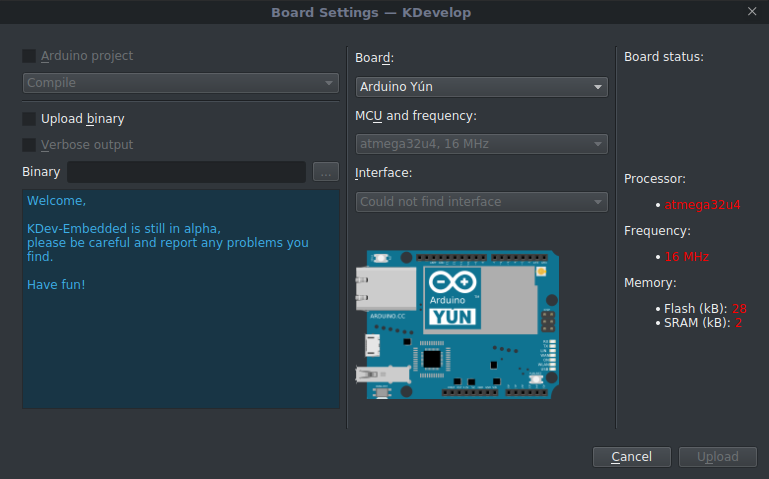 Board Settings — KDevelop
Arduino project
Compile
Upload binary
Verbose output
Binary
...
Welcome,
KDev-Embedded is still in alpha,
please be careful and report any problems you
find.
Have fun!
Board:
Arduino Yún
MCU and frequency:
atmega32u4, 16 MHz
Interface:
Could not find interface
Arduino
YÚN
ARDUINO.CC
Board status:
Processor:
• atmega32u4
Frequency:
• 16 MHz
Memory:
• Flash (kB): 28
• SRAM (kB): 2
Cancel
Upload